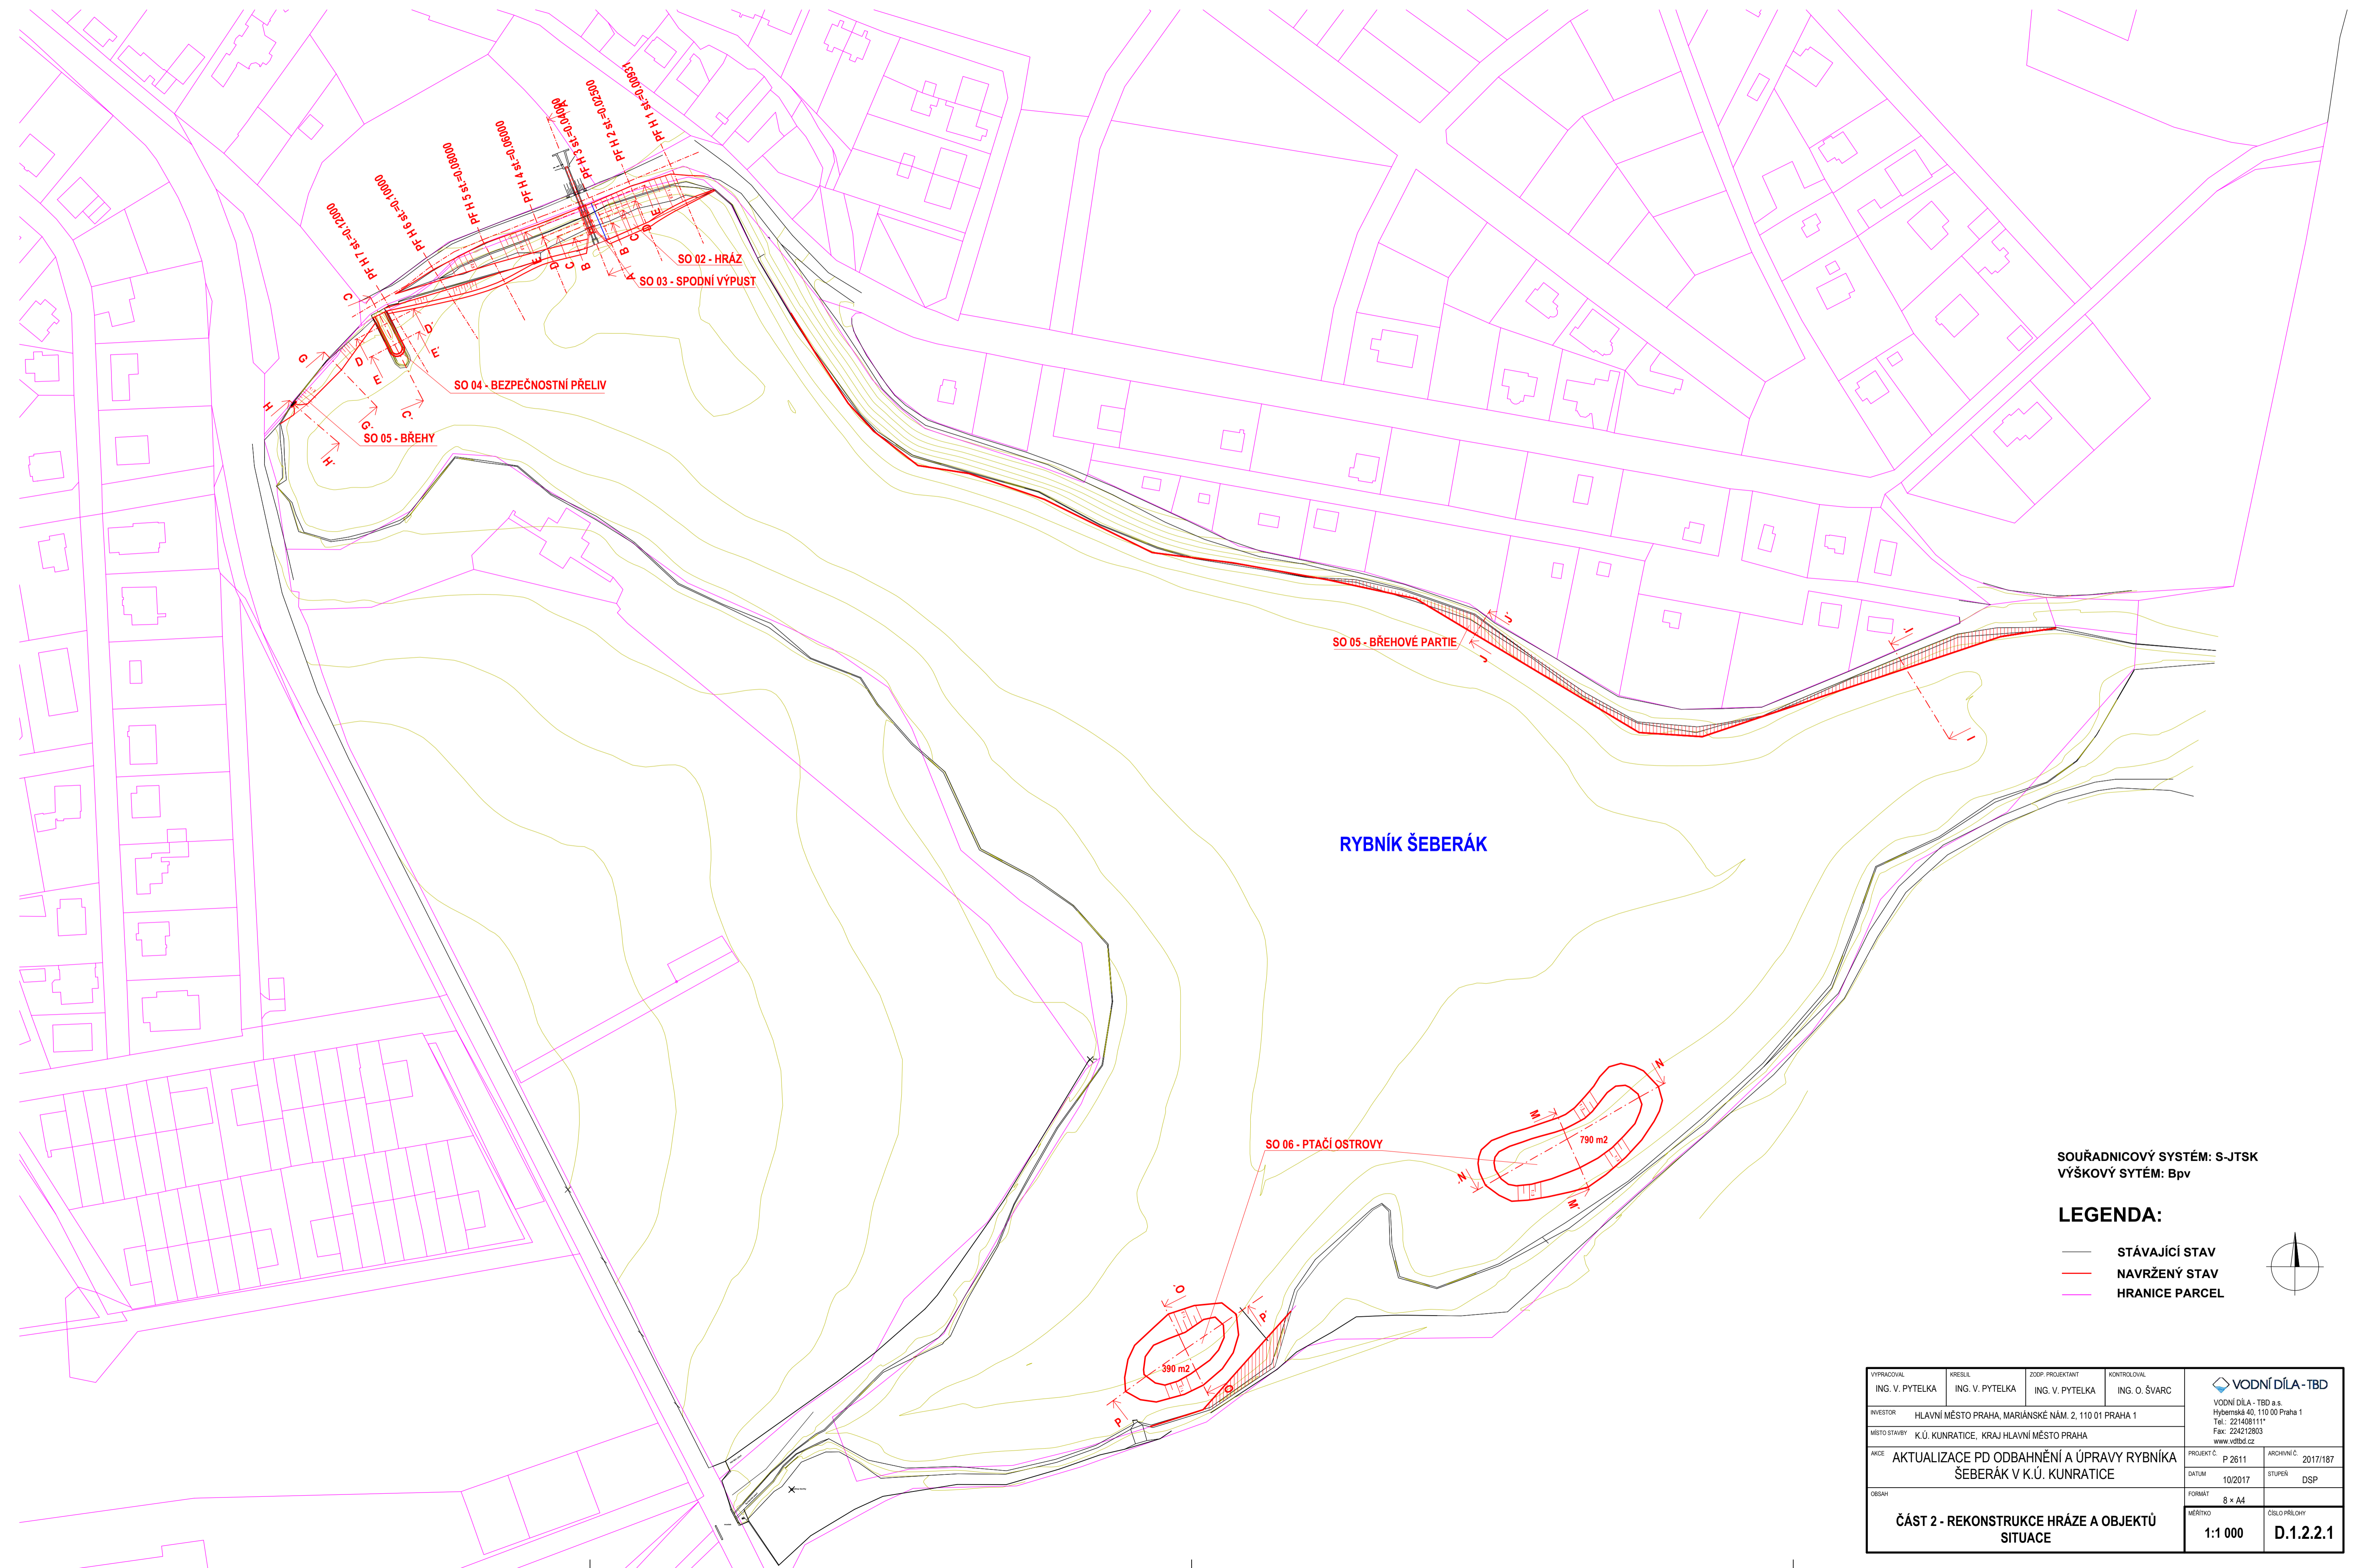 PF H 7 st.=0.12000
PF H 6 st.=0.10000
PF H 5 st.=0.08000
PF H 4 st.=0.06000
PF H 3 st.=0.04000
PF H 2 st.=0.02500
PF H 1 st.=0.00931
A´
F
E
D
C
B
A
F
D
C
B
SO 02 - HRÁZ
SO 03 - SPODNÍ VÝPUST
C
D´
E´
G
D
E
SO 04 - BEZPEČNOSTNÍ PŘELIV
H
C´
G´
SO 05 - BŘEHY
H´
J´
SO 05 - BŘEHOVÉ PARTIE
J
I´
I
RYBNÍK ŠEBERÁK
N
M
790 m2
SO 06 - PTAČÍ OSTROVY
N´
M´
O´
P´
390 m2
O
P
SOUŘADNICOVÝ SYSTÉM: S-JTSK
VÝŠKOVÝ SYTÉM: Bpv
LEGENDA:
STÁVAJÍCÍ STAV
NAVRŽENÝ STAV
HRANICE PARCEL
VYPRACOVAL
ING. V. PYTELKA
KRESLIL
ING. V. PYTELKA
ZODP. PROJEKTANT
ING. V. PYTELKA
KONTROLOVAL
ING. O. ŠVARC
VODNÍ DÍLA-TBD
VODNÍ DÍLA - TBD a.s.
Hybernská 40, 110 00 Praha 1
Tel.: 221408111*
Fax: 224212803
www.vdtbd.cz
INVESTOR HLAVNÍ MĚSTO PRAHA, MARIÁNSKÉ NÁM. 2, 110 01 PRAHA 1
MÍSTO STAVBY K.Ú. KUNRATICE, KRAJ HLAVNÍ MĚSTO PRAHA
AKCE AKTUALIZACE PD ODBAHNĚNÍ A ÚPRAVY RYBNÍKA
ŠEBERÁK V K.Ú. KUNRATICE
PROJEKT Č. P 2611
ARCHIVNÍ Č. 2017/187
DATUM 10/2017
STUPEŇ DSP
FORMÁT 8 × A4
OBSAH
ČÁST 2 - REKONSTRUKCE HRÁZE A OBJEKTŮ
SITUACE
MĚŘÍTKO
1:1 000
ČÍSLO PŘÍLOHY
D.1.2.2.1